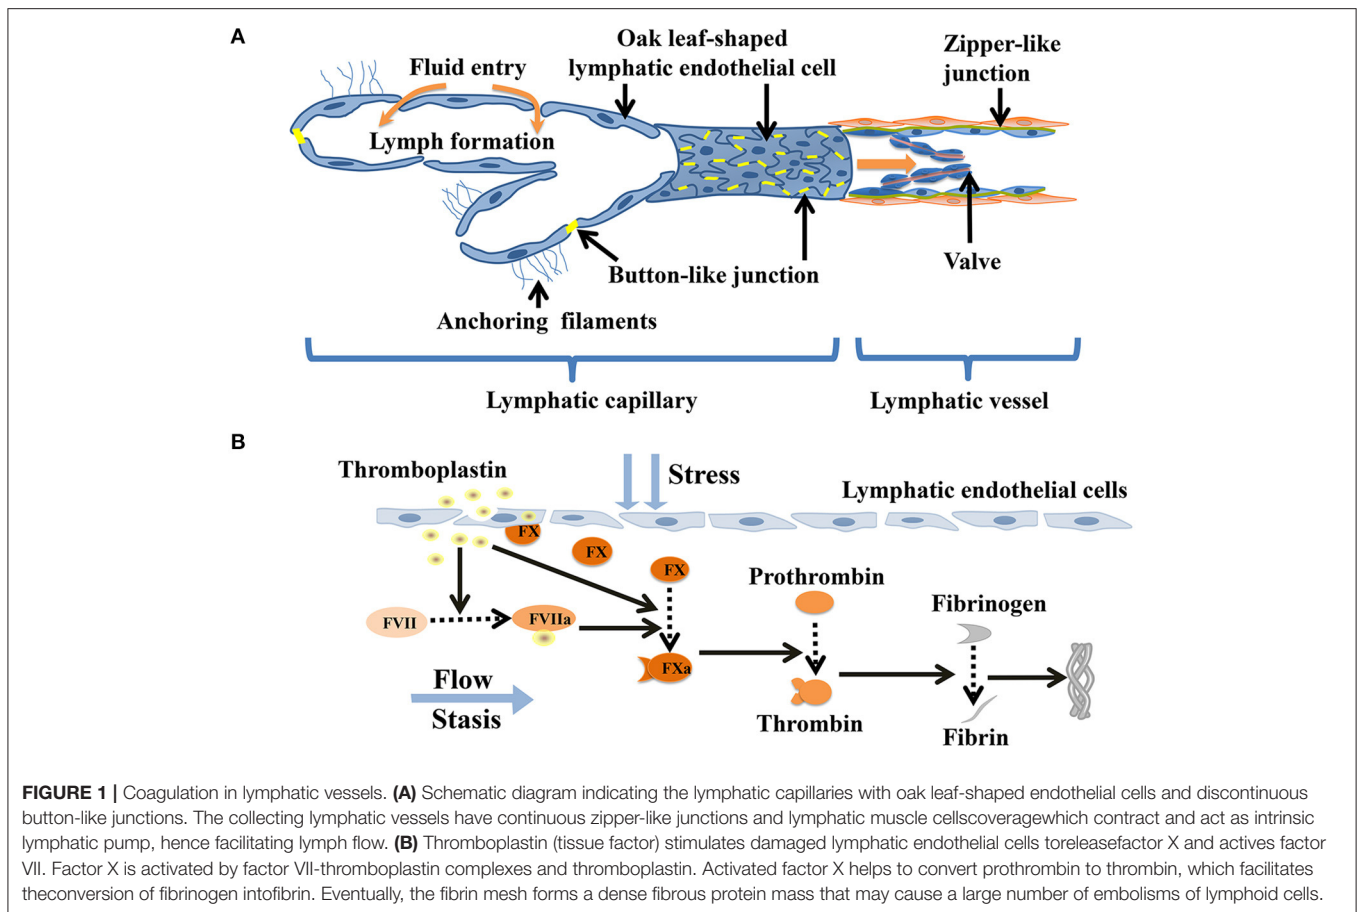 A
Oak leaf-shaped
lymphatic endothelial cell
Zipper-like
junction
Fluid entry
Lymph formation
Button-like junction
Valve
Anchoring filaments
Lymphatic capillary
Lymphatic vessel
B
Thromboplastin
Stress
Lymphatic endothelial cells
FX
FX
FX
Prothrombin
Fibrinogen
FVII
FVIIa
FXa
Flow
Stasis
Thrombin
Fibrin
FIGURE 1 | Coagulation in lymphatic vessels. (A) Schematic diagram indicating the lymphatic capillaries with oak leaf-shaped endothelial cells and discontinuous
button-like junctions. The collecting lymphatic vessels have continuous zipper-like junctions and lymphatic muscle cellscoveragewhich contract and act as intrinsic
lymphatic pump, hence facilitating lymph flow. (B) Thromboplastin (tissue factor) stimulates damaged lymphatic endothelial cells toreleasefactor X and actives factor
VII. Factor X is activated by factor VII-thromboplastin complexes and thromboplastin. Activated factor X helps to convert prothrombin to thrombin, which facilitates
theconversion of fibrinogen intofibrin. Eventually, the fibrin mesh forms a dense fibrous protein mass that may cause a large number of embolisms of lymphoid cells.